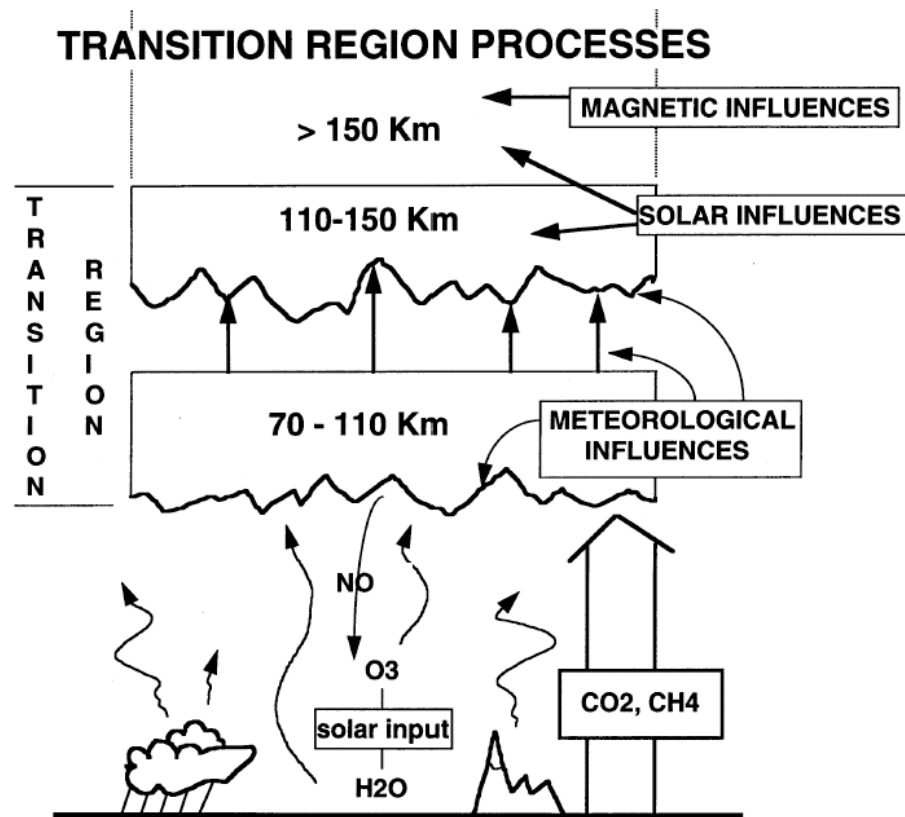 TRANSITION REGION PROCESSES
MAGNETIC INFLUENCES
> 150 Km
SOLAR INFLUENCES
110-150 Km
TRANSITION
REGION
70 - 110 Km
METEOROLOGICAL
INFLUENCES
NO
O3
CO2, CH4
solar input
H2O